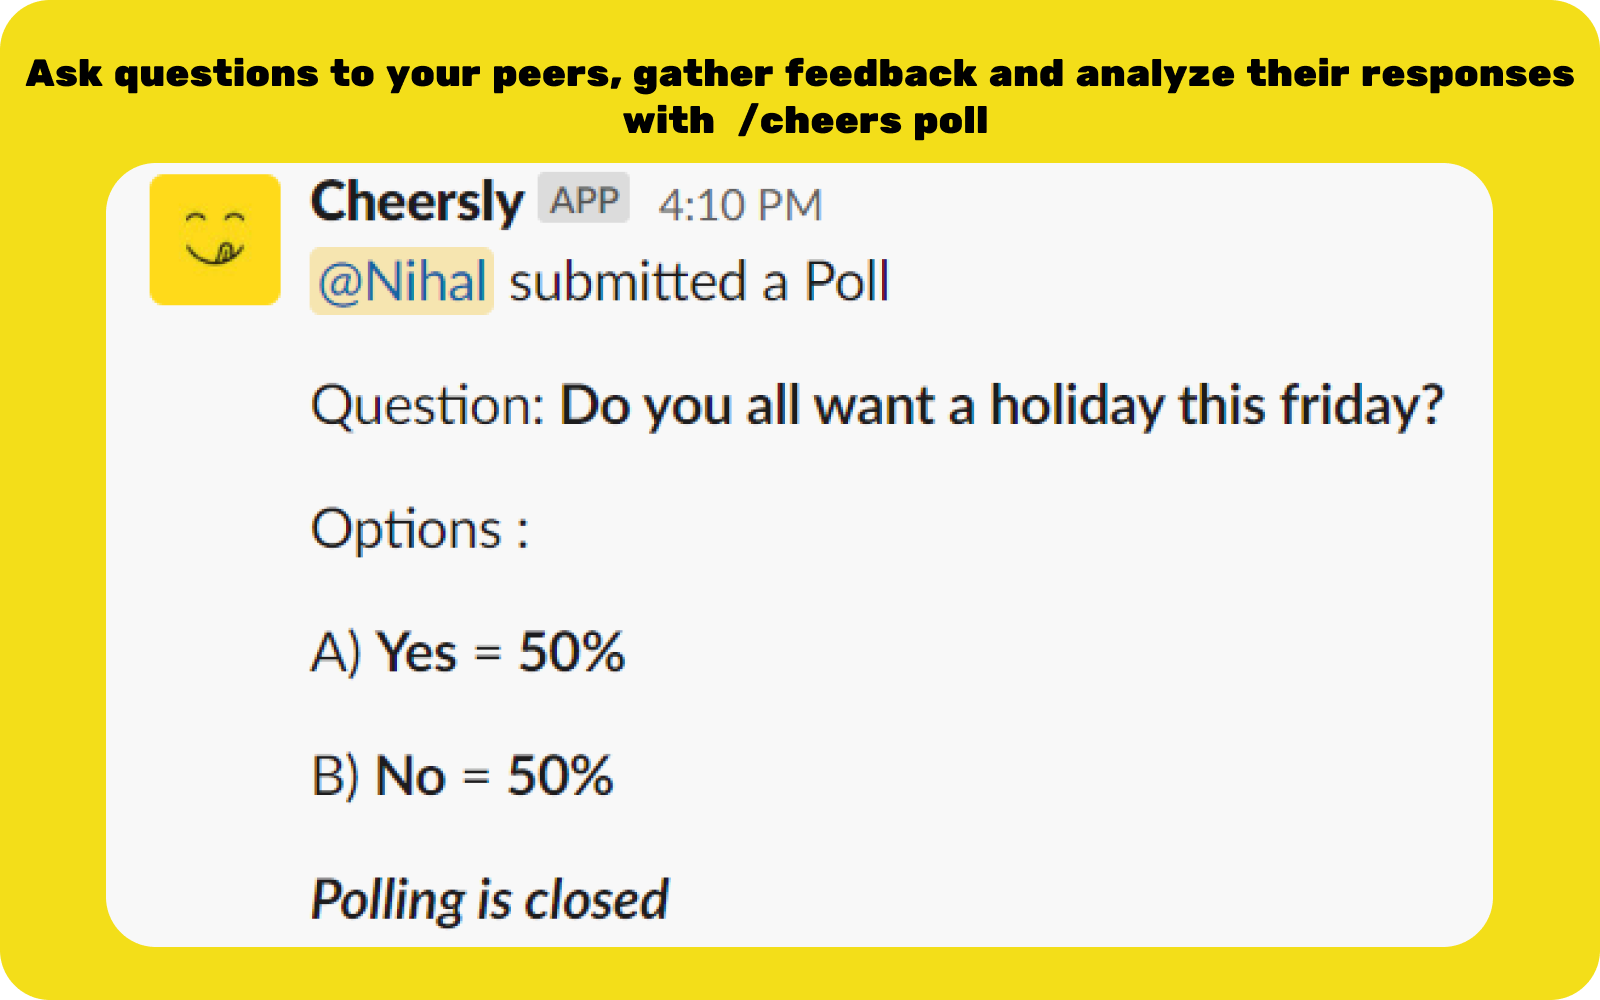 Ask questions to your peers, gather feedback and analyze their responses
with /cheers poll
Cheersly APP 4:10 PM
@Nihal submitted a Poll
Question: Do you all want a holiday this friday?
Options :
A) Yes = 50%
B) No = 50%
Polling is closed